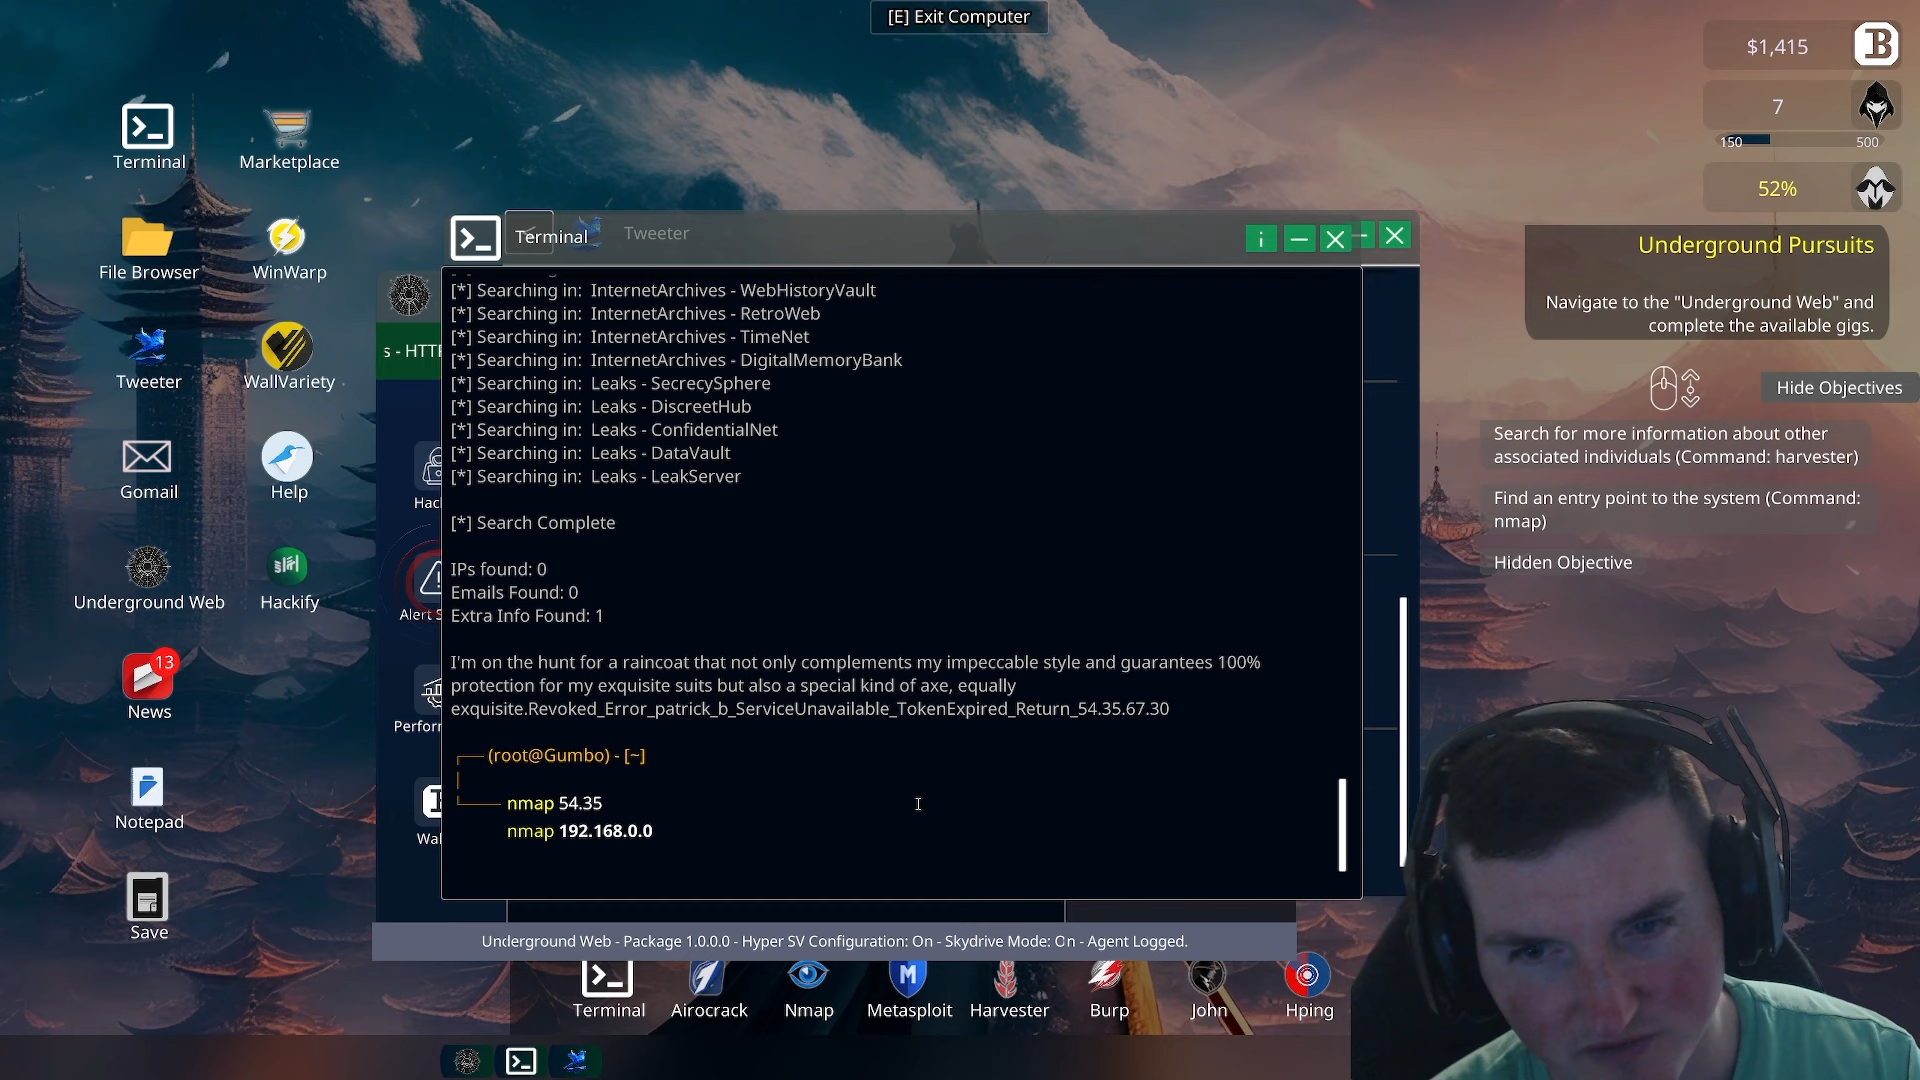 [E] Exit Computer
$1,415
7
150
500
52%
Underground Pursuits
Navigate to the "Underground Web" and
complete the available gigs.
Hide Objectives
Search for more information about other
associated individuals (Command: harvester)
Find an entry point to the system (Command:
nmap)
Hidden Objective
Terminal
Marketplace
File Browser
WinWarp
Tweeter
WallVariety
Gomail
Help
Underground Web
Hackify
News
13
Notepad
Save
Terminal
Tweeter
s - HTTP
Hac
Alert S
Perform
Wal
[*] Searching in:  InternetArchives - WebHistoryVault
[*] Searching in:  InternetArchives - RetroWeb
[*] Searching in:  InternetArchives - TimeNet
[*] Searching in:  InternetArchives - DigitalMemoryBank
[*] Searching in:  Leaks - SecrecySphere
[*] Searching in:  Leaks - DiscreetHub
[*] Searching in:  Leaks - ConfidentialNet
[*] Searching in:  Leaks - DataVault
[*] Searching in:  Leaks - LeakServer
[*] Search Complete
IPs found: 0
Emails Found: 0
Extra Info Found: 1
I'm on the hunt for a raincoat that not only complements my impeccable style and guarantees 100%
protection for my exquisite suits but also a special kind of axe, equally
exquisite.Revoked_Error_patrick_b_ServiceUnavailable_TokenExpired_Return_54.35.67.30
(root@Gumbo) - [~]
nmap 54.35
nmap 192.168.0.0
Underground Web - Package 1.0.0.0 - Hyper SV Configuration: On - Skydrive Mode: On - Agent Logged.
Terminal
Airocrack
Nmap
Metasploit
Harvester
Burp
John
Hping